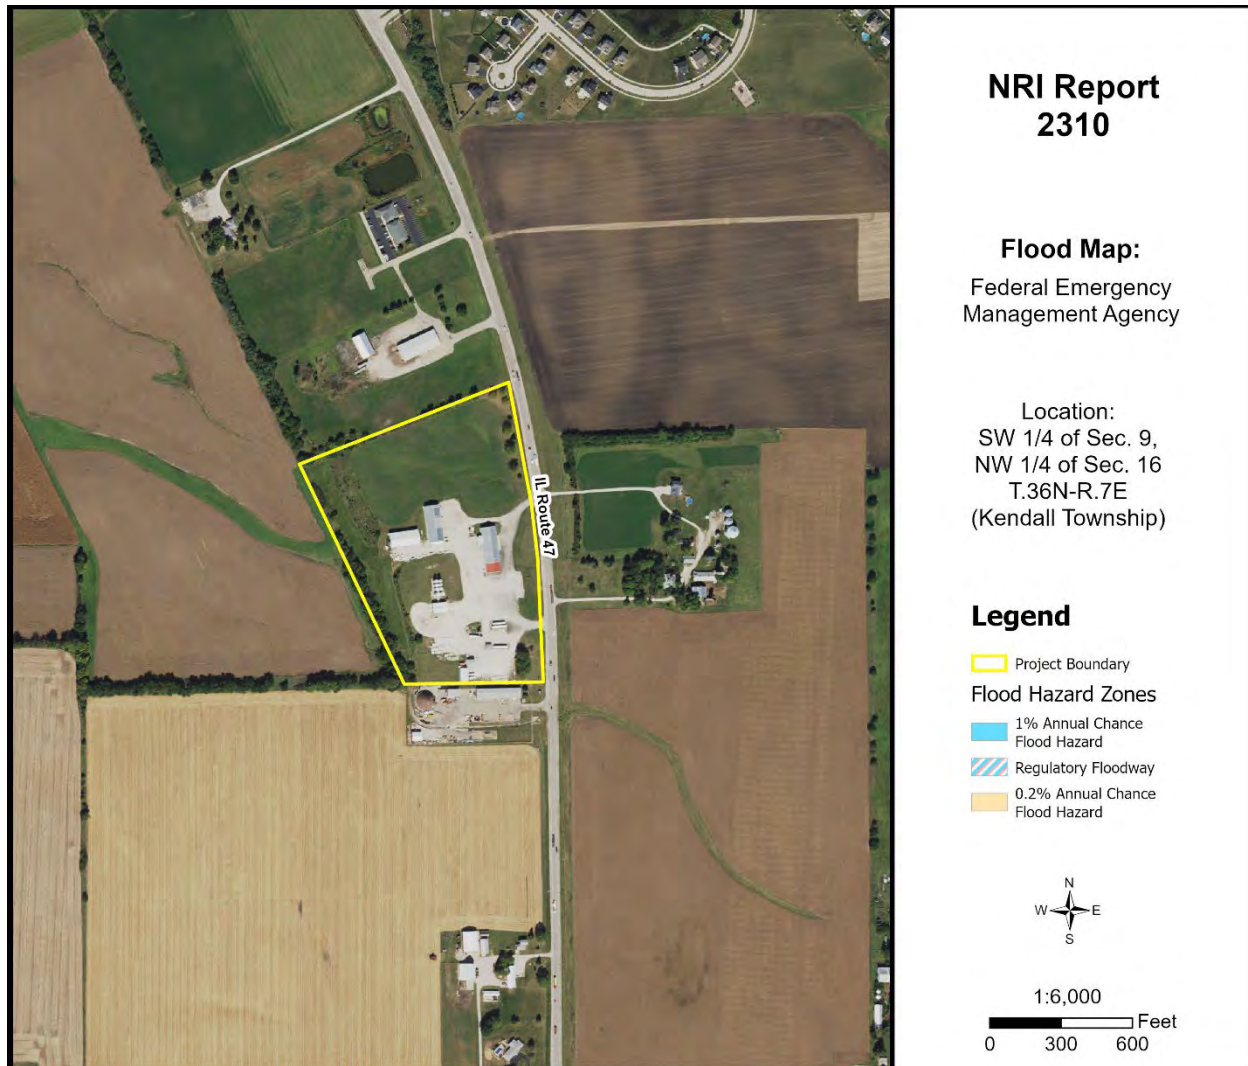 NRI Report
2310
Flood Map:
Federal Emergency
Management Agency
Location:
SW 1/4 of Sec. 9,
NW 1/4 of Sec. 16
T.36N-R.7E
(Kendall Township)
Legend
Project Boundary
Flood Hazard Zones
1% Annual Chance
Flood Hazard
Regulatory Floodway
0.2% Annual Chance
Flood Hazard
N
W E
S
1:6,000
Feet
0 300 600
IL Route 47